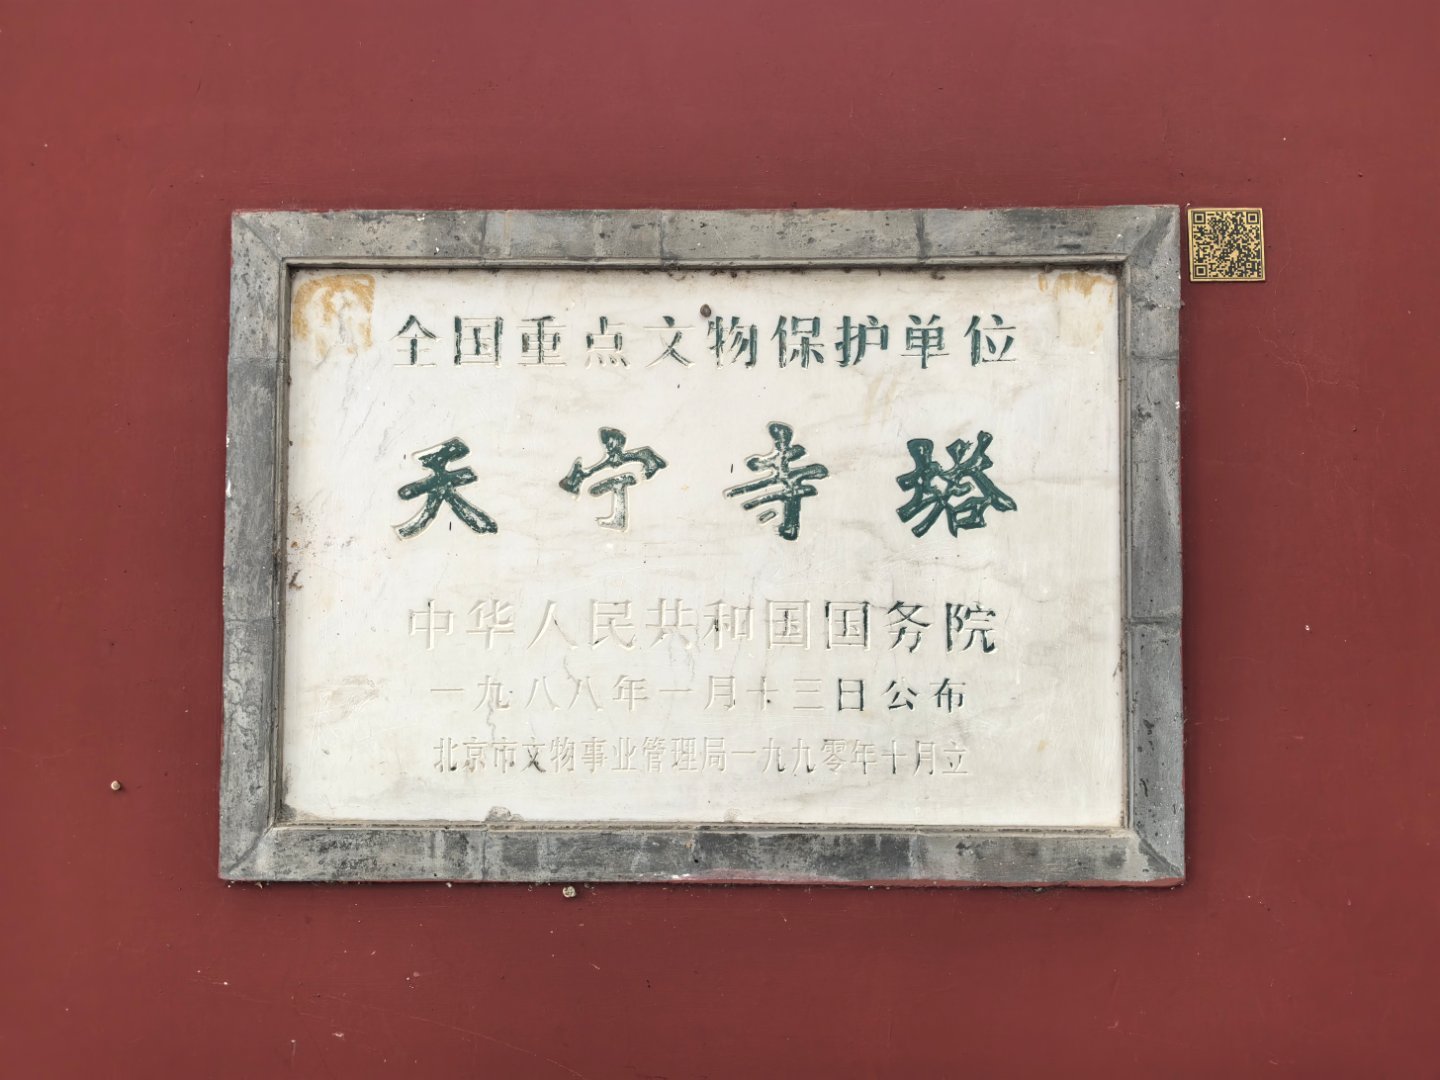 全国重点文物保护单位
天宁寺塔
中华人民共和国国务院
一九八八年一月十三日公布
北京市文物事业管理局一九九零年十月立